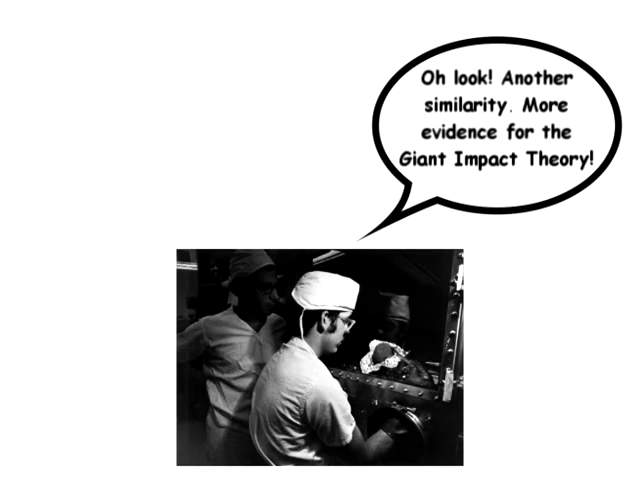 Oh look! Another
similarity. More
evidence for the
Giant Impact Theory!